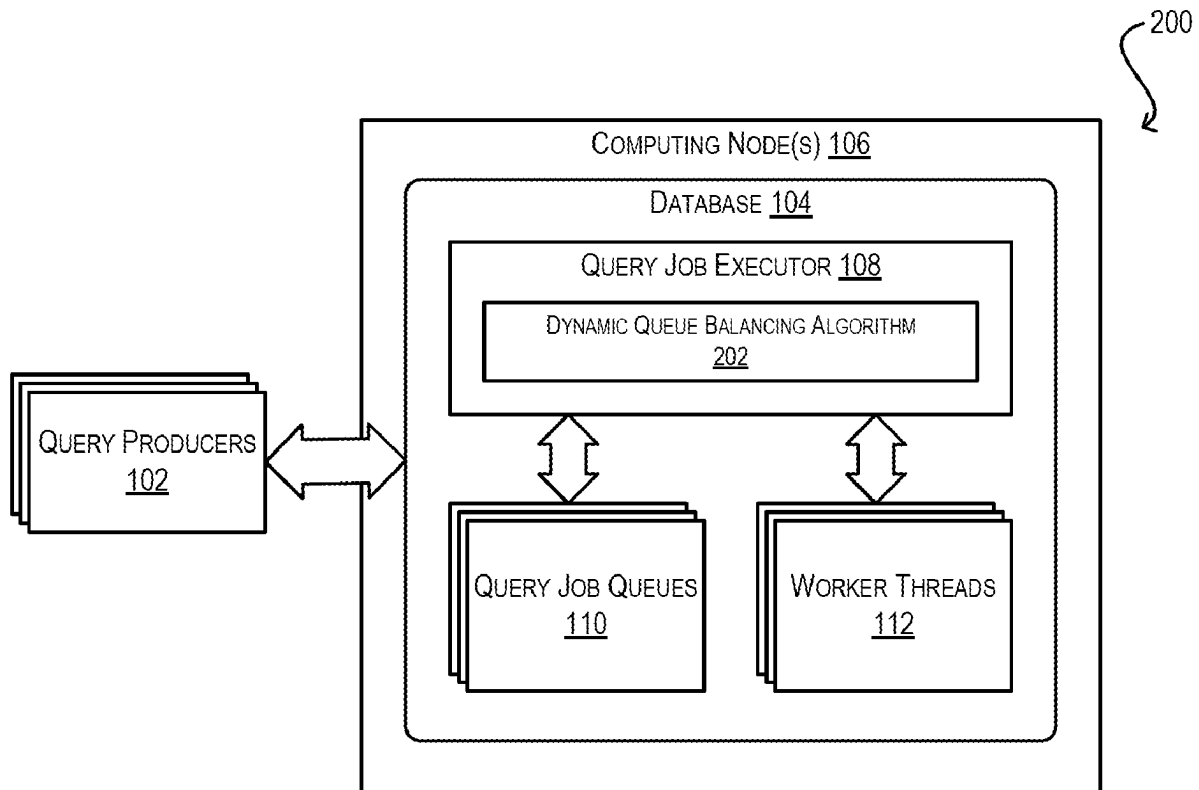 200
COMPUTING NODE(S) 106
DATABASE 104
QUERY JOB EXECUTOR 108
DYNAMIC QUEUE BALANCING ALGORITHM
202
QUERY PRODUCERS
102
QUERY JOB QUEUES
110
WORKER THREADS
112